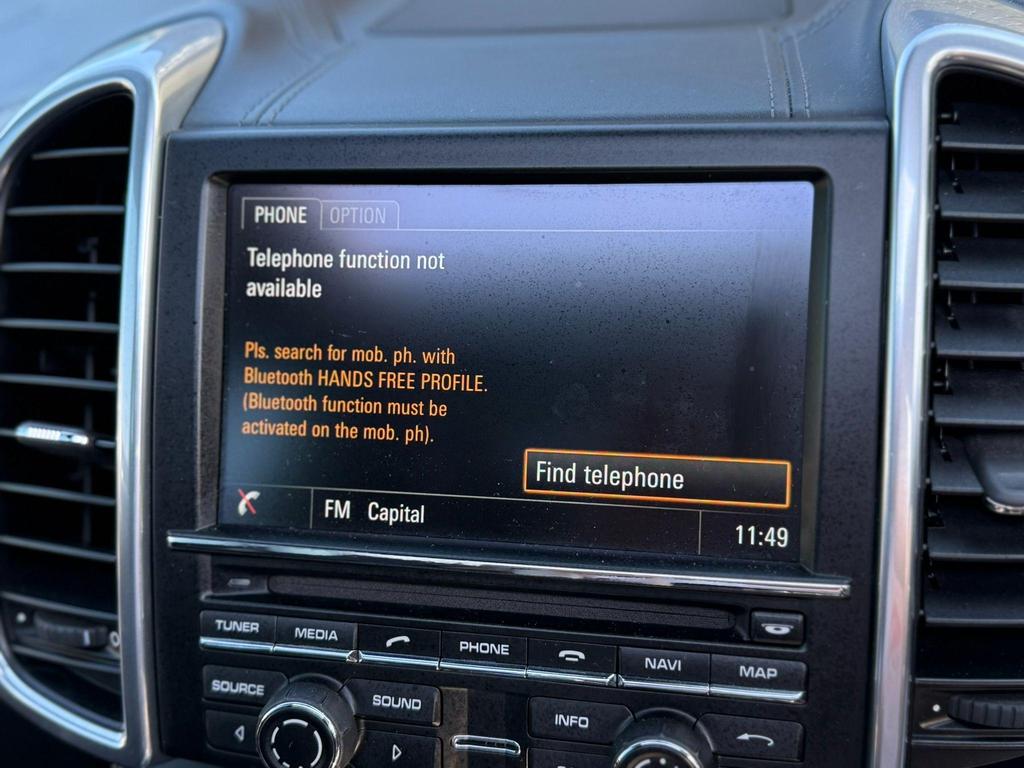 PHONE OPTION
Telephone function not
available
Pls. search for mob. ph. with
Bluetooth HANDS FREE PROFILE.
(Bluetooth function must be
activated on the mob. ph).
Find telephone
FM Capital
11:49
TUNER MEDIA PHONE NAVI MAP
SOURCE SOUND INFO